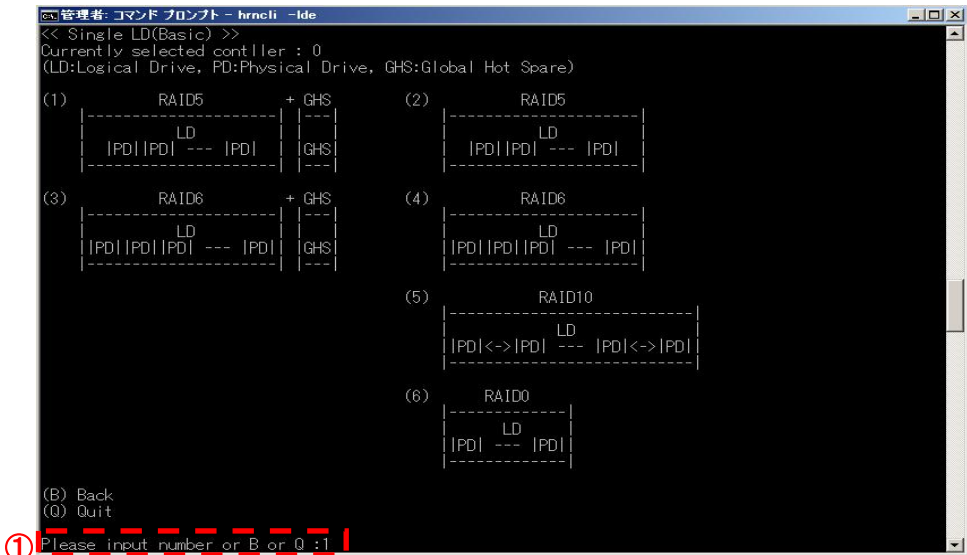 管理者: コマンド プロンプト - hrncli -lde
<< Single LD(Basic) >>
Currently selected contller : 0
(LD:Logical Drive, PD:Physical Drive, GHS:Global Hot Spare)
(1) RAID5 + GHS (2) RAID5
LD LD
|PD||PD| --- |PD| |GHS| |PD||PD| --- |PD|
(3) RAID6 + GHS (4) RAID6
LD LD
|PD||PD||PD| --- |PD| |GHS| |PD||PD||PD| --- |PD|
(5) RAID10
LD
|PD|<->|PD| --- |PD|<->|PD|
(6) RAID0
LD
|PD| --- |PD|
(B) Back
(Q) Quit
① Please input number or B or Q :1